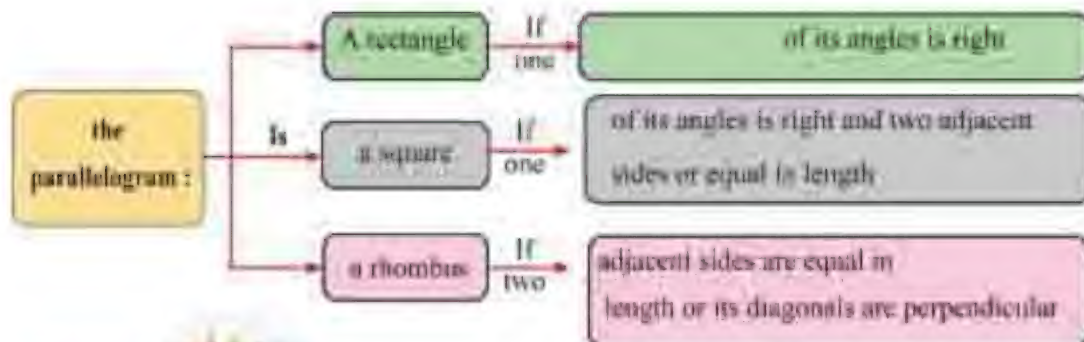 the
parallelogram :
is
A rectangle
If
one
of its angles is right
a square
If
one
of its angles is right and two adjacent
sides or equal in length
a rhombus
If
two
adjacent sides are equal in
length or its diagonals are perpendicular